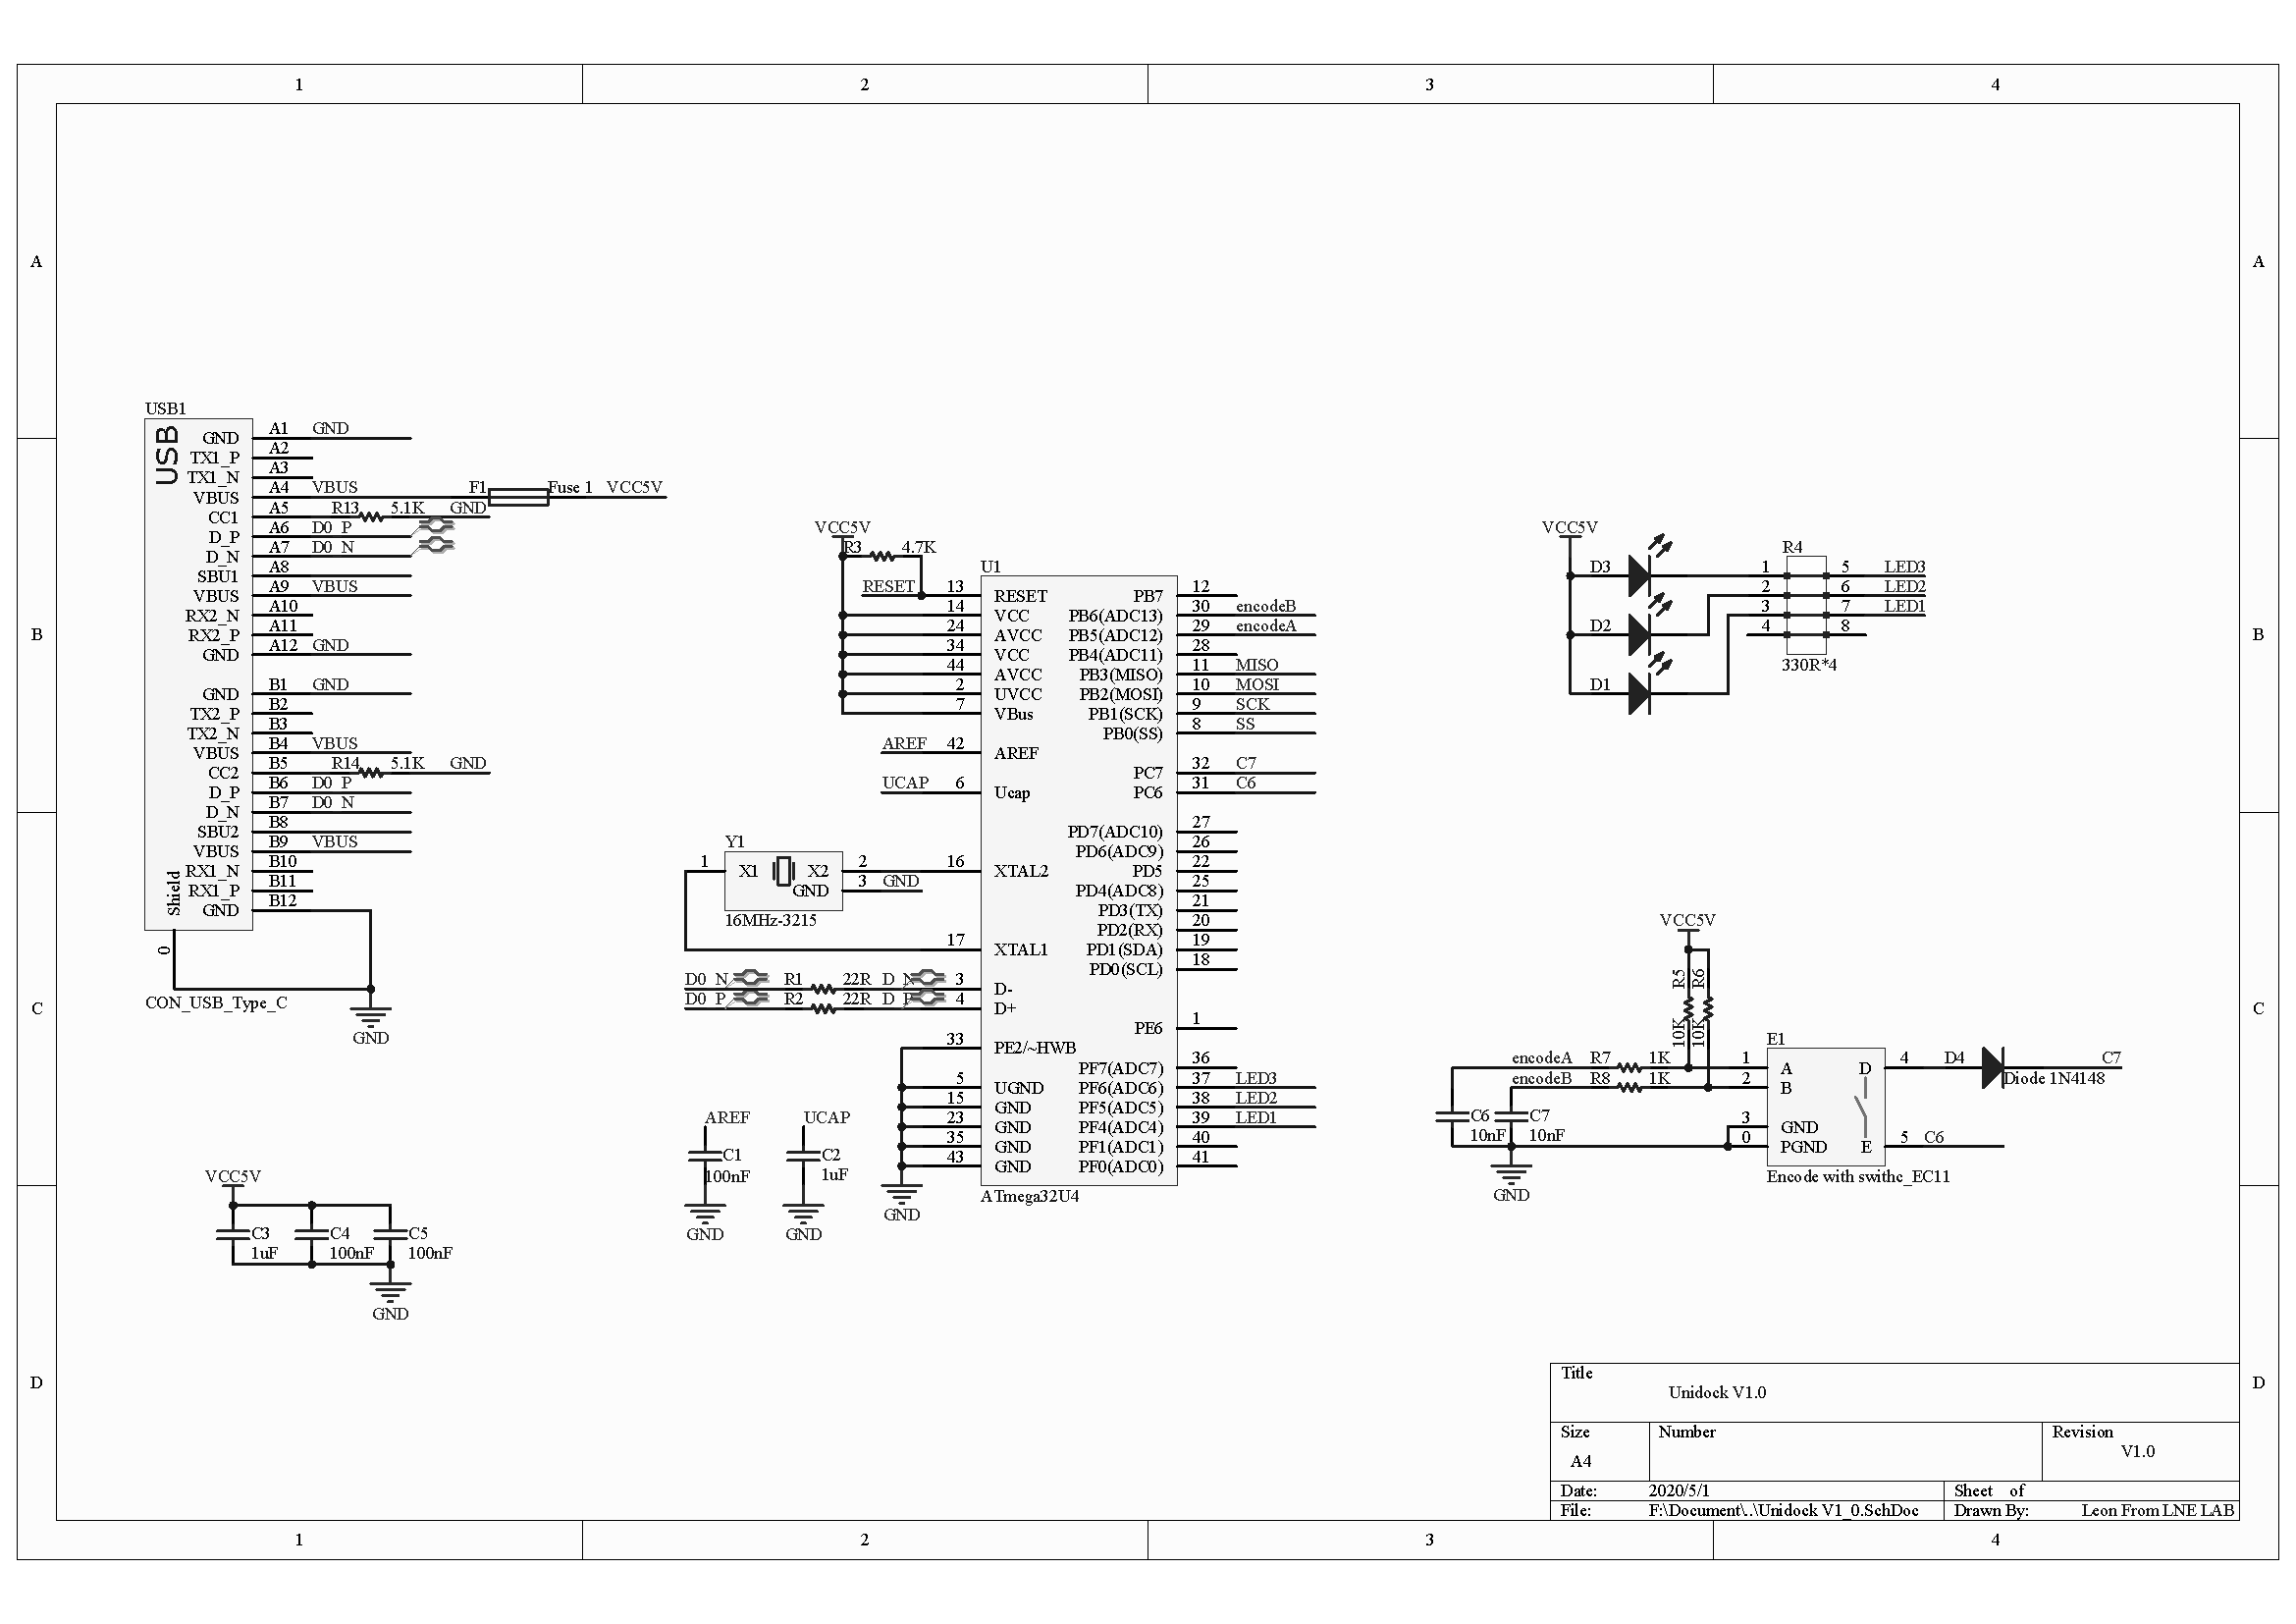 1 2 3 4
A A
B B
C C
D D
1 2 3 4
USB1
USB
GND A1 GND
TX1_P A2
TX1_N A3
VBUS A4 VBUS F1 Fuse 1 VCC5V
CC1 A5 R13 5.1K GND
D_P A6 D0_P
D_N A7 D0_N
SBU1 A8
VBUS A9 VBUS
RX2_N A10
RX2_P A11
GND A12 GND
GND B1 GND
TX2_P B2
TX2_N B3
VBUS B4 VBUS
CC2 B5 R14 5.1K GND
D_P B6 D0_P
D_N B7 D0_N
SBU2 B8
VBUS B9 VBUS
RX1_N B10
RX1_P B11
GND B12
Shield
0
CON_USB_Type_C
GND
VCC5V
C3 C4 C5
1uF 100nF 100nF
GND
VCC5V
R3 4.7K
U1
RESET 13 RESET
14 VCC
24 AVCC
34 VCC
44 AVCC
2 UVCC
7 VBus
AREF 42 AREF
UCAP 6 Ucap
Y1
1 X1 X2 2 16 XTAL2
GND 3 GND
16MHz-3215
17 XTAL1
D0_N R1 22R D_N 3 D-
D0_P R2 22R D_P 4 D+
33 PE2/~HWB
5 UGND
15 GND
23 GND
35 GND
43 GND
GND
ATmega32U4
PB7 12
PB6(ADC13) 30 encodeB
PB5(ADC12) 29 encodeA
PB4(ADC11) 28
PB3(MISO) 11 MISO
PB2(MOSI) 10 MOSI
PB1(SCK) 9 SCK
PB0(SS) 8 SS
PC7 32 C7
PC6 31 C6
PD7(ADC10) 27
PD6(ADC9) 26
PD5 22
PD4(ADC8) 25
PD3(TX) 21
PD2(RX) 20
PD1(SDA) 19
PD0(SCL) 18
PE6 1
PF7(ADC7) 36
PF6(ADC6) 37 LED3
PF5(ADC5) 38 LED2
PF4(ADC4) 39 LED1
PF1(ADC1) 40
PF0(ADC0) 41
AREF UCAP
C1 C2
100nF 1uF
GND GND
VCC5V
R4
D3 1 5 LED3
2 6 LED2
3 7 LED1
D2 4 8
330R*4
D1
VCC5V
R5 R6
10K 10K
E1
encodeA R7 1K 1 A D 4 D4 C7
encodeB R8 1K 2 B Diode 1N4148
C6 C7 3 GND
10nF 10nF 0 PGND E 5 C6
GND
Encode with swithc_EC11
Title
Unidock V1.0
Size Number Revision
A4 V1.0
Date: 2020/5/1 Sheet of
File: F:\Document\..\Unidock V1_0.SchDoc Drawn By: Leon From LNE LAB